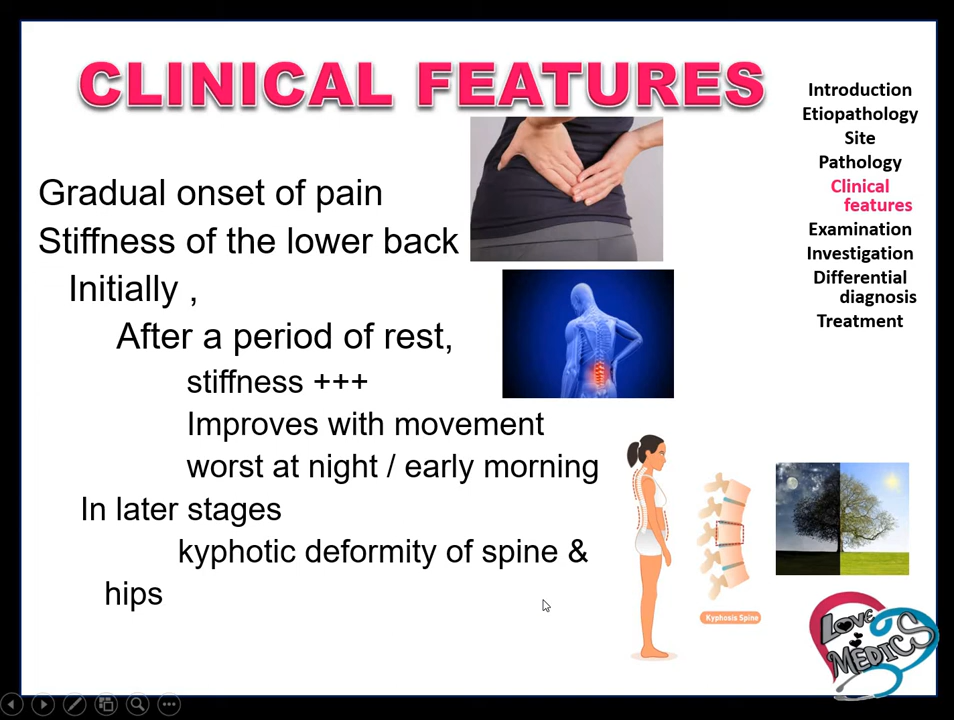 CLINICAL FEATURES
Gradual onset of pain
Stiffness of the lower back
Initially ,
After a period of rest,
stiffness +++
Improves with movement
worst at night / early morning
In later stages
kyphotic deformity of spine &
hips
Introduction
Etiopathology
Site
Pathology
Clinical
features
Examination
Investigation
Differential
diagnosis
Treatment
Kyphosis Spine
LOVE
MEDICS